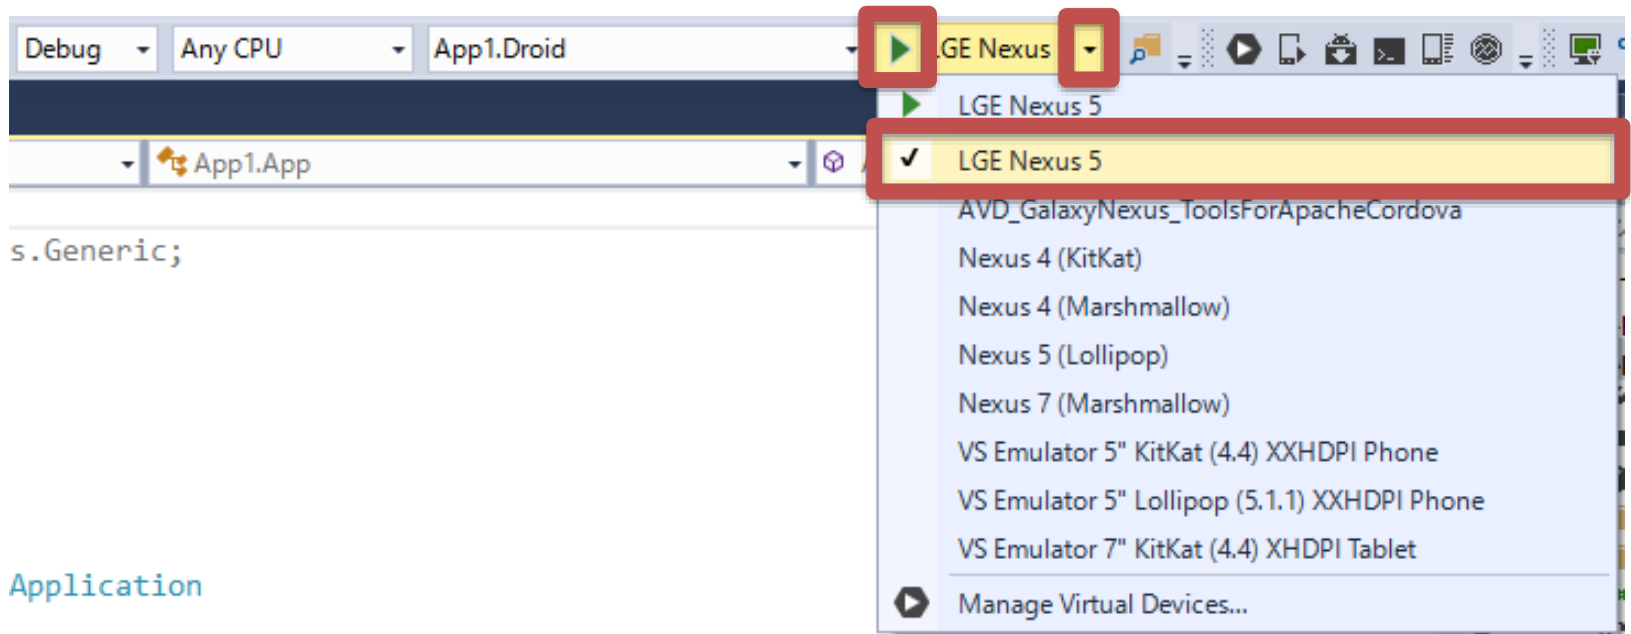 Debug Any CPU App1.Droid LGE Nexus
LGE Nexus 5
App1.App
LGE Nexus 5
AVD_GalaxyNexus_ToolsForApacheCordova
s.Generic;
Nexus 4 (KitKat)
Nexus 4 (Marshmallow)
Nexus 5 (Lollipop)
Nexus 7 (Marshmallow)
VS Emulator 5" KitKat (4.4) XXHDPI Phone
VS Emulator 5" Lollipop (5.1.1) XXHDPI Phone
VS Emulator 7" KitKat (4.4) XHDPI Tablet
Application
Manage Virtual Devices...